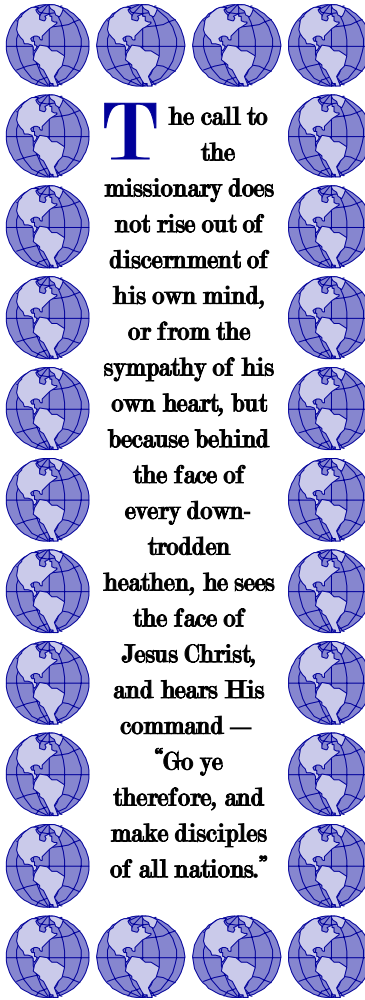 The call to
the
missionary does
not rise out of
discernment of
his own mind,
or from the
sympathy of his
own heart, but
because behind
the face of
every down-
trodden
heathen, he sees
the face of
Jesus Christ,
and hears His
command —
“Go ye
therefore, and
make disciples
of all nations.”